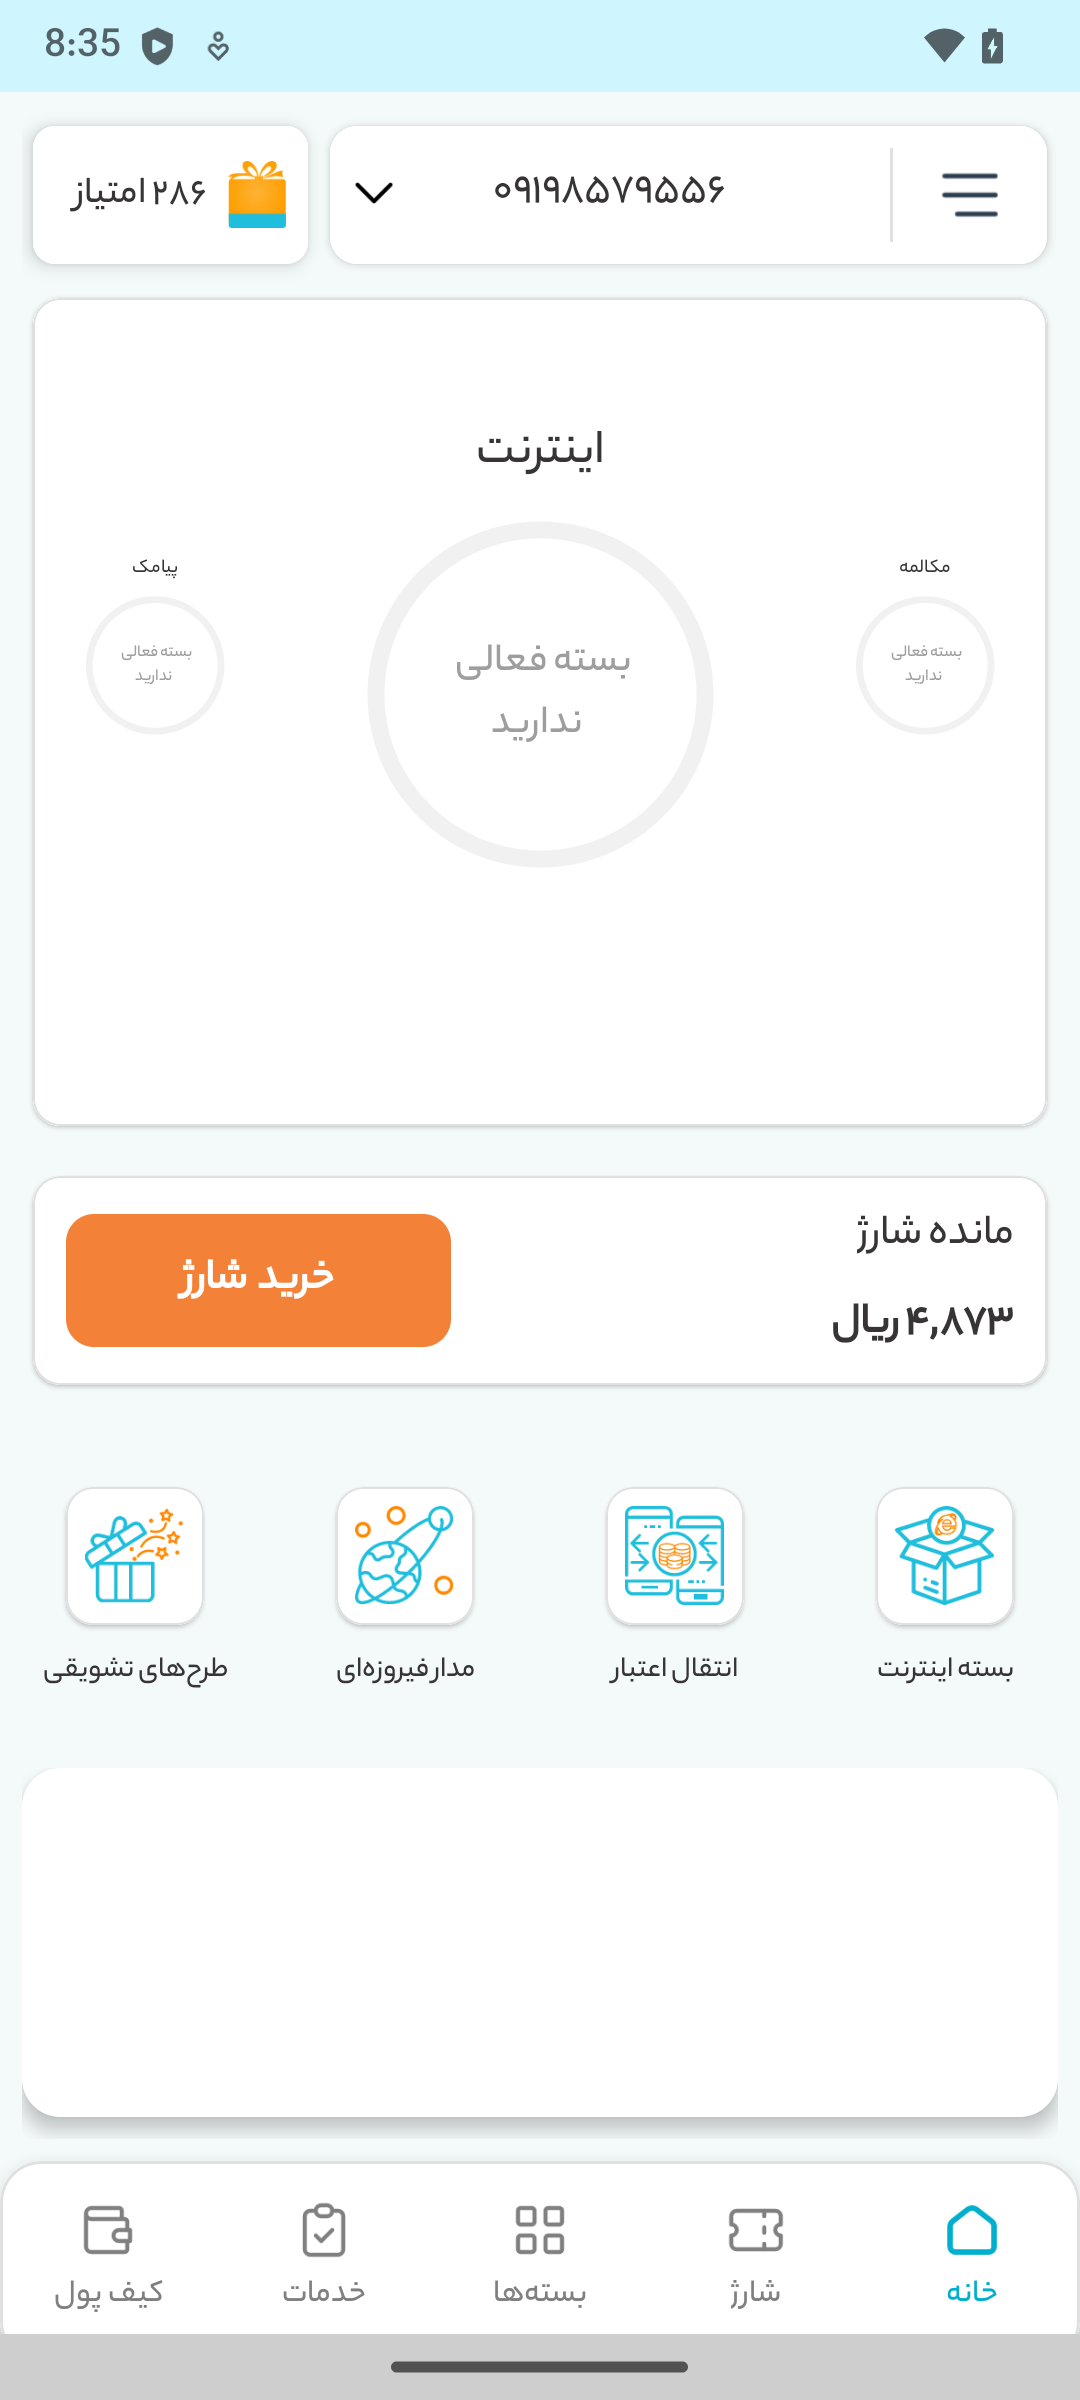 8:35
۰۹۱۹۸۵۷۹۵۵۶
۲۸۶ امتیاز
اینترنت
مکالمه
پیامک
بسته فعالی
ندارید
بسته فعالی
ندارید
بسته فعالی
ندارید
مانده شارژ
۴,۸۷۳ ریال
خرید شارژ
بسته اینترنت
انتقال اعتبار
مدار فیروزه‌ای
طرح‌های تشویقی
خانه
شارژ
بسته‌ها
خدمات
کیف پول